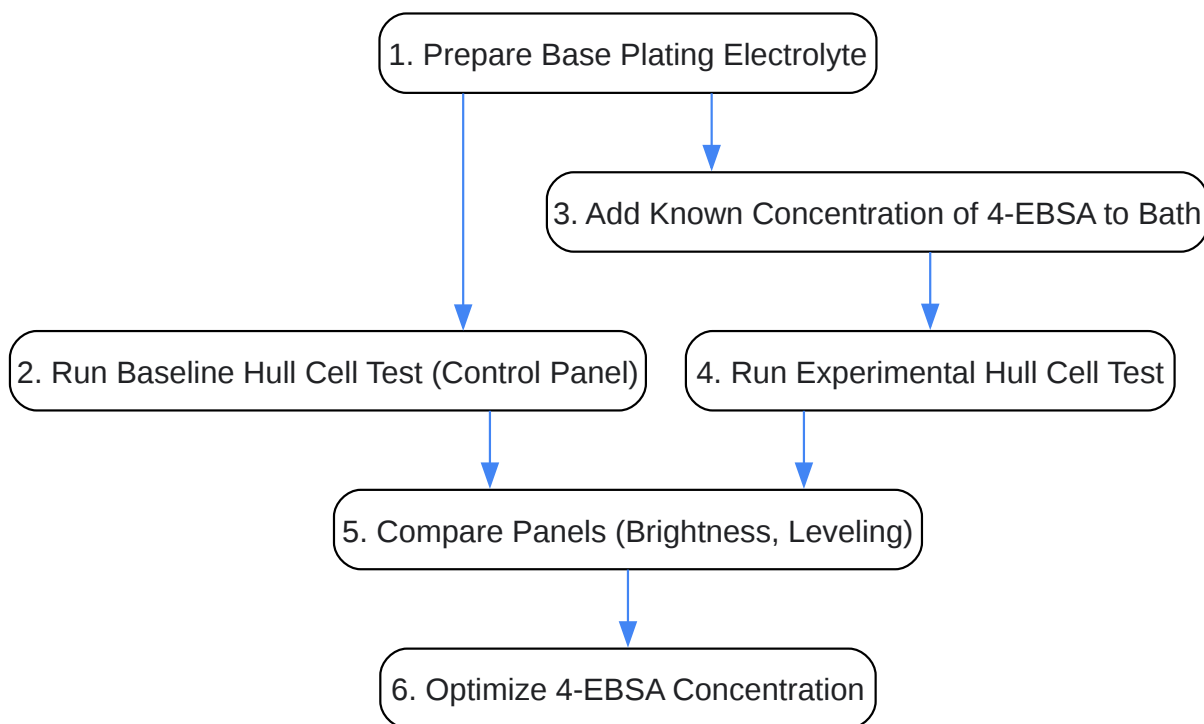 1. Prepare Base Plating Electrolyte
3. Add Known Concentration of 4-EBSA to Bath
2. Run Baseline Hull Cell Test (Control Panel)
4. Run Experimental Hull Cell Test
5. Compare Panels (Brightness, Leveling)
6. Optimize 4-EBSA Concentration